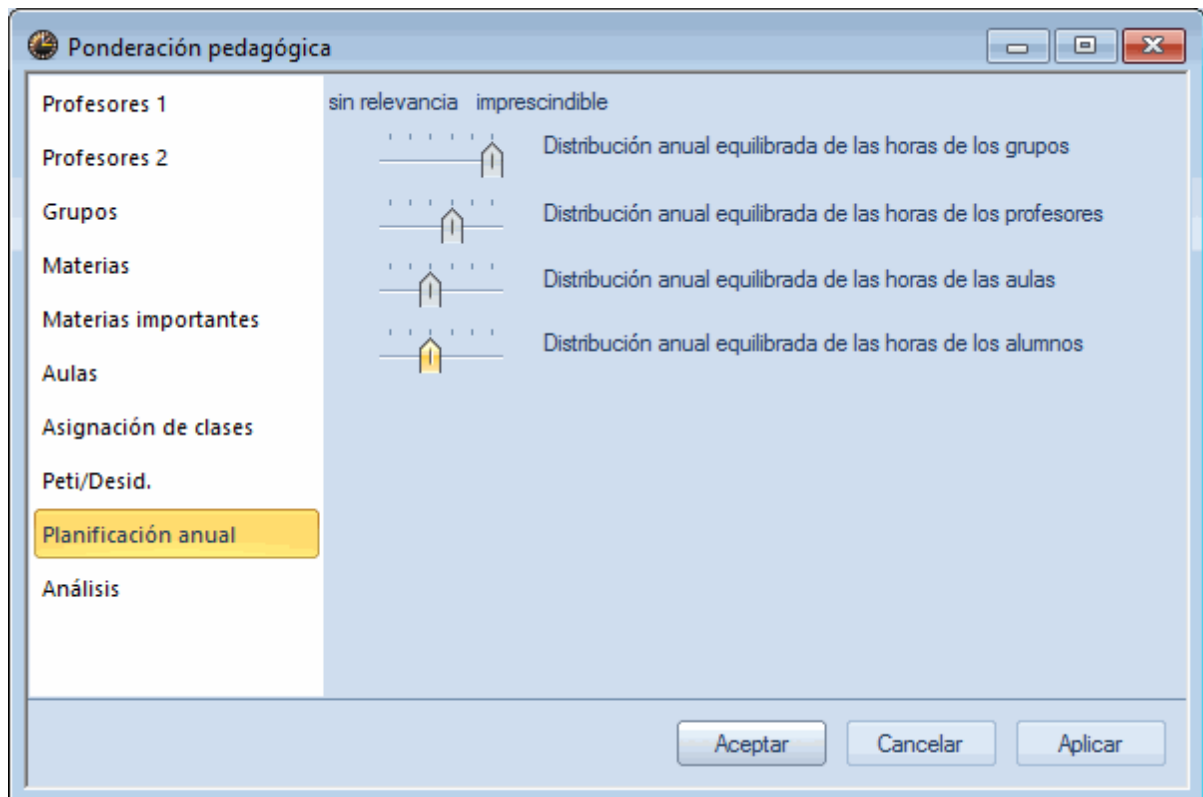 Ponderación pedagógica
Profesores 1
Profesores 2
Grupos
Materias
Materias importantes
Aulas
Asignación de clases
Peti/Desid.
Planificación anual
Análisis
sin relevancia imprescindible
Distribución anual equilibrada de las horas de los grupos
Distribución anual equilibrada de las horas de los profesores
Distribución anual equilibrada de las horas de las aulas
Distribución anual equilibrada de las horas de los alumnos
Aceptar Cancelar Aplicar